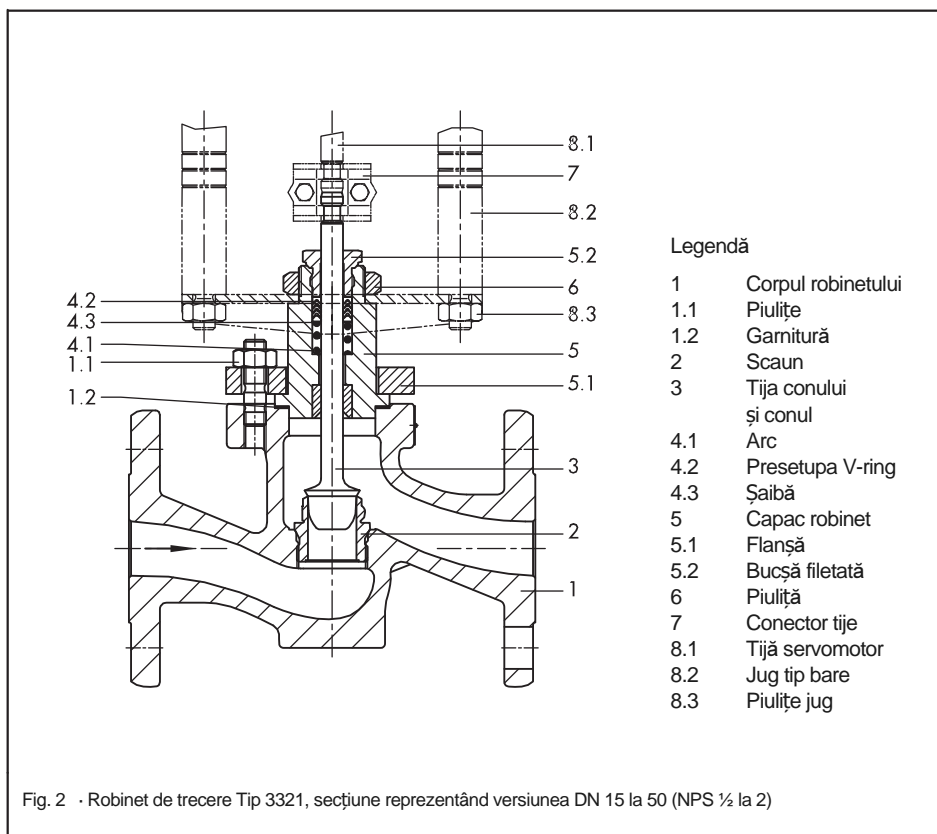 8.1
7
8.2
5.2
6
8.3
5
5.1
4.2
4.3
4.1
1.1
1.2
3
2
1
Legendă
1 Corpul robinetului
1.1 Piulițe
1.2 Garnitură
2 Scaun
3 Tija conului
și conul
4.1 Arc
4.2 Presetupa V-ring
4.3 Șaibă
5 Capac robinet
5.1 Flanșă
5.2 Bucșă filetată
6 Piuliță
7 Conector tije
8.1 Tijă servomotor
8.2 Jug tip bare
8.3 Piulițe jug
Fig. 2 · Robinet de trecere Tip 3321, secțiune reprezentând versiunea DN 15 la 50 (NPS ½ la 2)